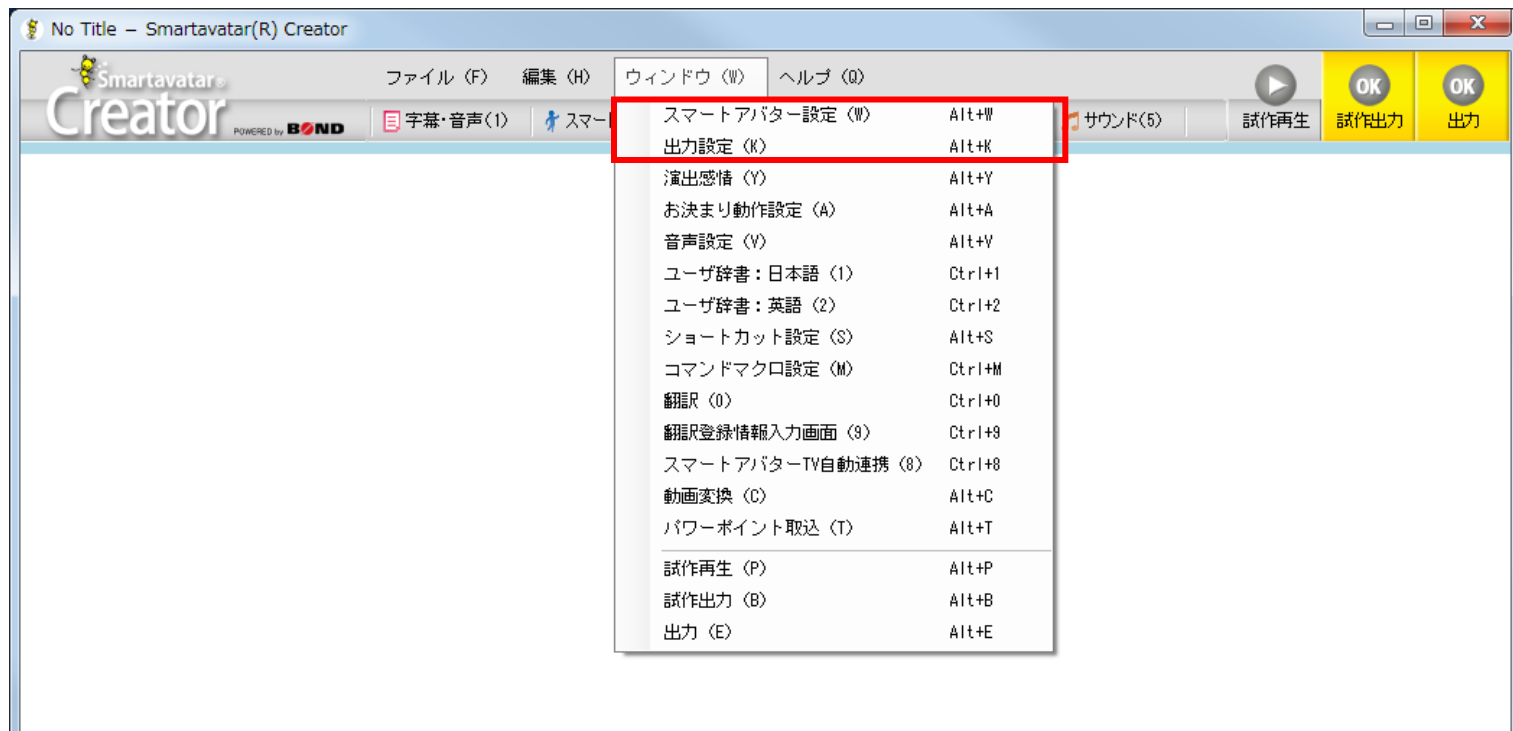 No Title – Smartavatar(R) Creator
Smartavatar®
Creator
POWERED by BOND
ファイル (F) 編集 (H) ウィンドウ (W) ヘルプ (Q)
字幕・音声(1) スマー サウンド(5)
試作再生
OK
試作出力
OK
出力
スマートアバター設定 (W) Alt+W
出力設定 (K) Alt+K
演出感情 (Y) Alt+Y
お決まり動作設定 (A) Alt+A
音声設定 (V) Alt+V
ユーザ辞書：日本語 (1) Ctrl+1
ユーザ辞書：英語 (2) Ctrl+2
ショートカット設定 (S) Alt+S
コマンドマクロ設定 (M) Ctrl+M
翻訳 (0) Ctrl+0
翻訳登録情報入力画面 (9) Ctrl+9
スマートアバターTV自動連携 (8) Ctrl+8
動画変換 (C) Alt+C
パワーポイント取込 (T) Alt+T
試作再生 (P) Alt+P
試作出力 (B) Alt+B
出力 (E) Alt+E